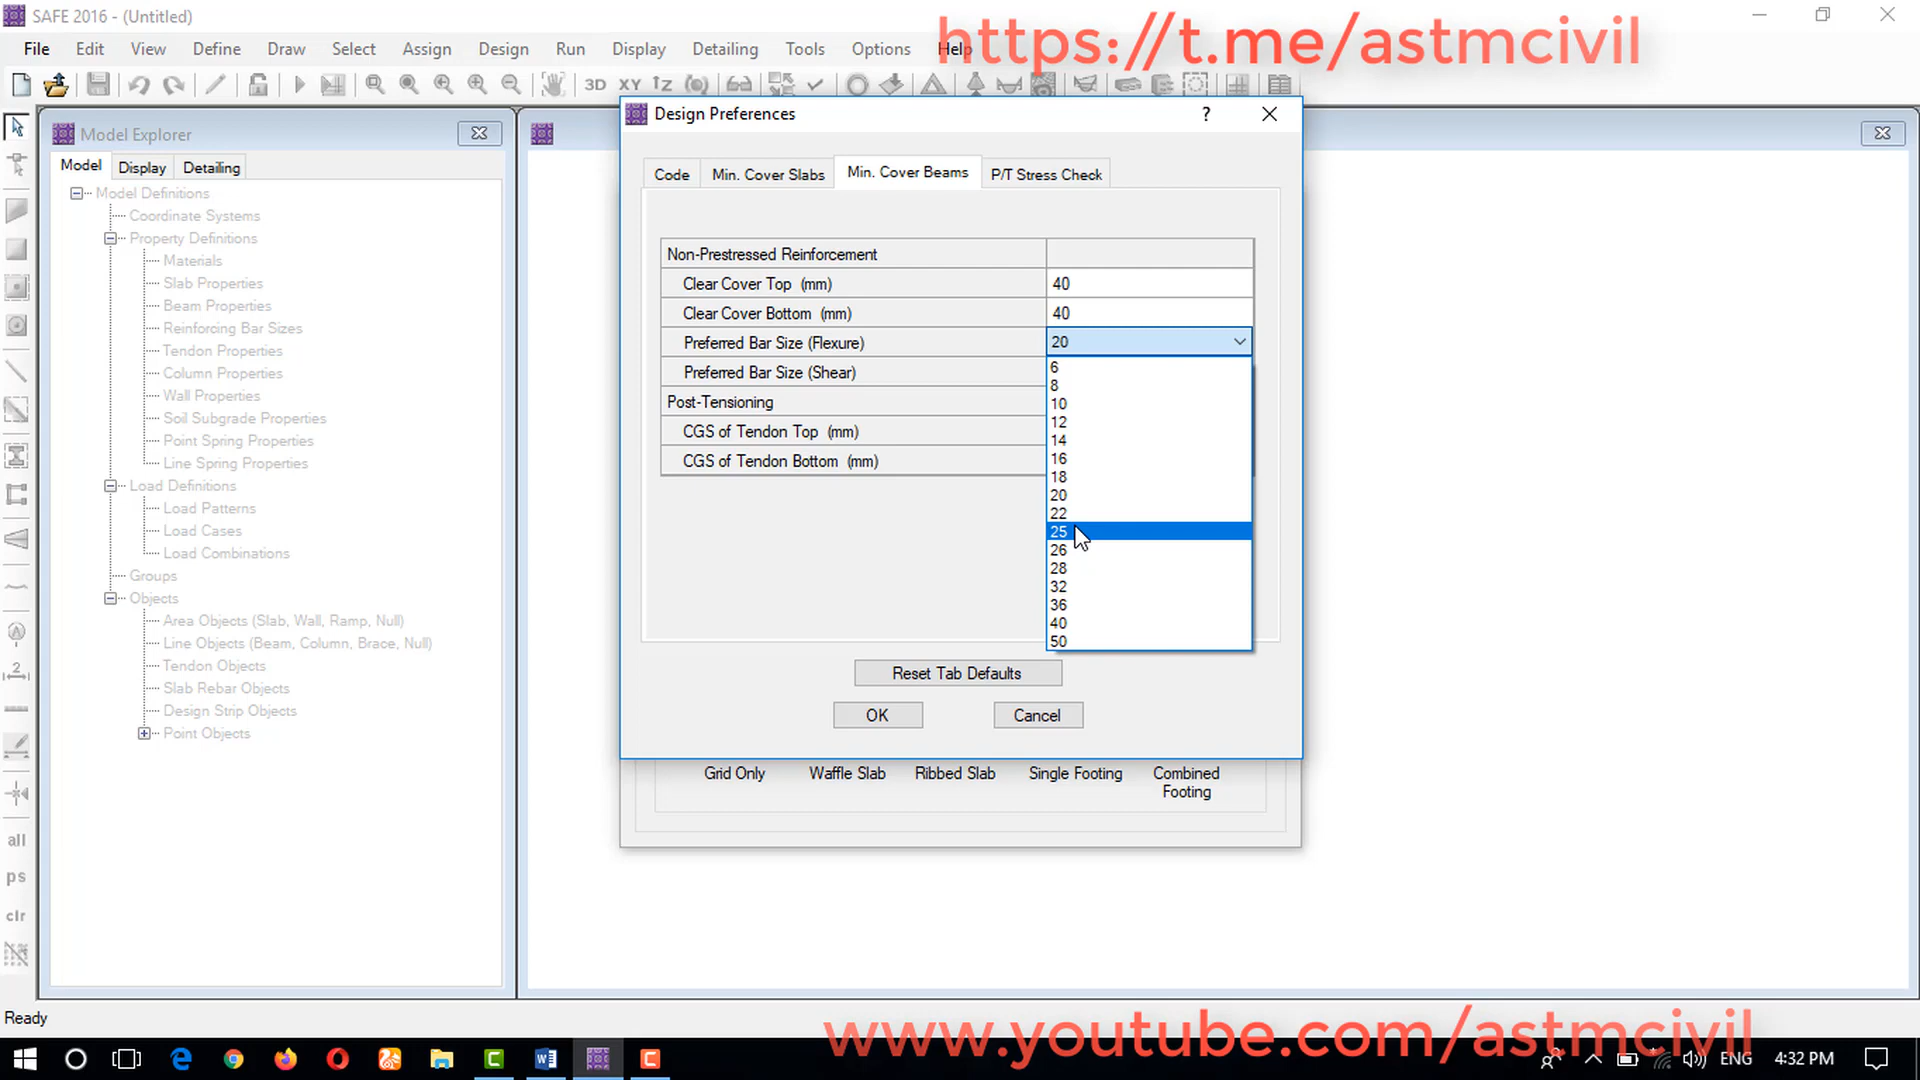 SAFE 2016 - (Untitled)
https://t.me/astmcivil
File Edit View Define Draw Select Assign Design Run Display Detailing Tools Options Help
3D XY
Design Preferences
?
Model Explorer
Model Display Detailing
Code Min. Cover Slabs Min. Cover Beams P/T Stress Check
Model Definitions
Coordinate Systems
Property Definitions
Materials
Slab Properties
Beam Properties
Reinforcing Bar Sizes
Tendon Properties
Column Properties
Wall Properties
Soil Subgrade Properties
Point Spring Properties
Line Spring Properties
Load Definitions
Load Patterns
Load Cases
Load Combinations
Groups
Objects
Area Objects (Slab, Wall, Ramp, Null)
Line Objects (Beam, Column, Brace, Null)
Tendon Objects
Slab Rebar Objects
Design Strip Objects
Point Objects
all
ps
clr
Non-Prestressed Reinforcement
Clear Cover Top (mm) 40
Clear Cover Bottom (mm) 40
Preferred Bar Size (Flexure) 20
Preferred Bar Size (Shear)
Post-Tensioning
CGS of Tendon Top (mm)
CGS of Tendon Bottom (mm)
6
8
10
12
14
16
18
20
22
25
26
28
32
36
40
50
Reset Tab Defaults
OK Cancel
Grid Only Waffle Slab Ribbed Slab Single Footing Combined
Footing
Ready
www.youtube.com/astmcivil
ENG 4:32 PM